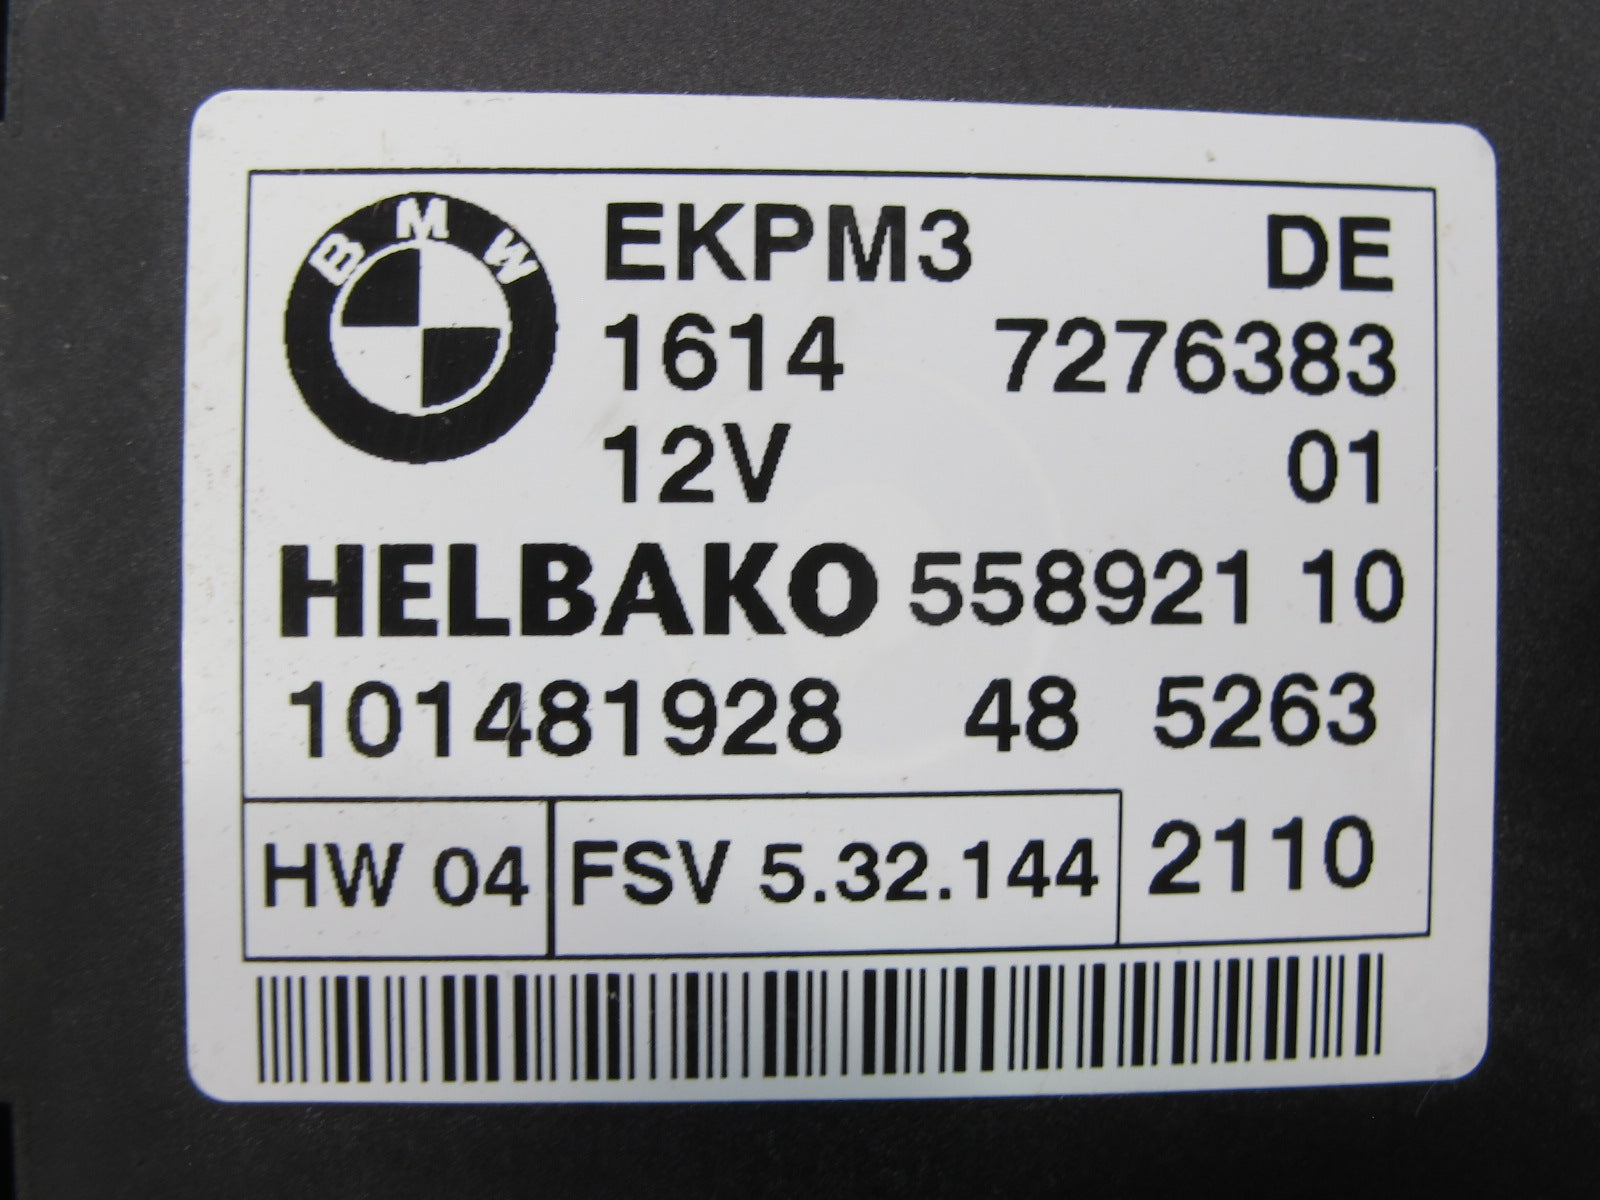 BMW
EKPM3 DE
1614 7276383
12V 01
HELBAKO 558921 10
101481928 48 5263
HW 04 FSV 5.32.144 2110